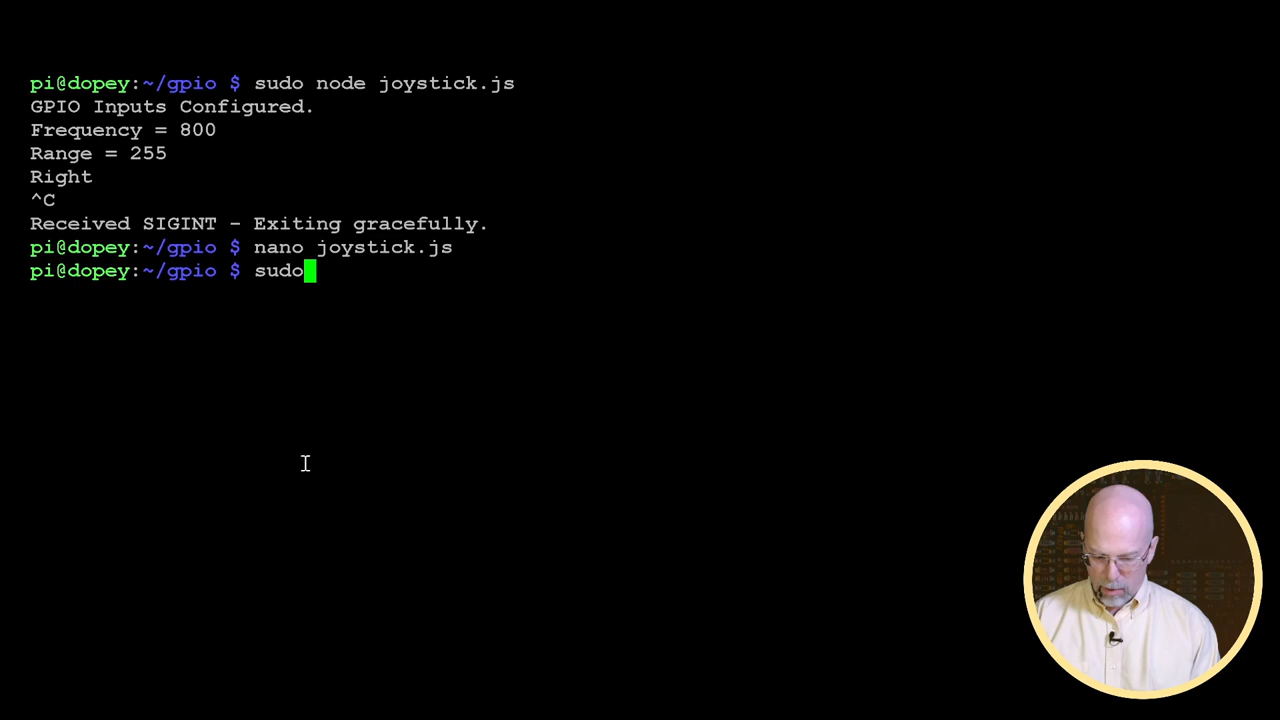 pi@dopey:~/gpio $ sudo node joystick.js
GPIO Inputs Configured.
Frequency = 800
Range = 255
Right
^C
Received SIGINT - Exiting gracefully.
pi@dopey:~/gpio $ nano joystick.js
pi@dopey:~/gpio $ sudo